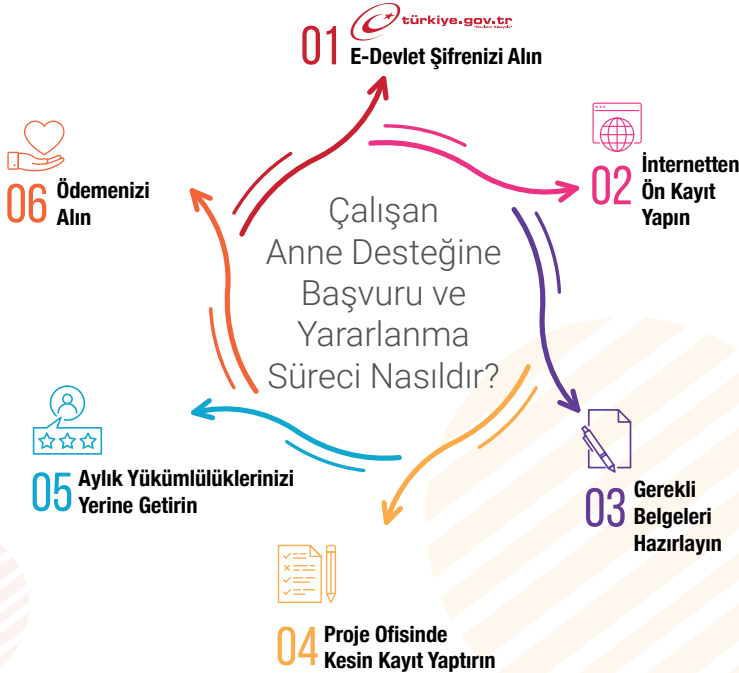 türkiye.gov.tr
01 E-Devlet Şifrenizi Alın
02
İnternetten
Ön Kayıt
Yapın
03
Gerekli
Belgeleri
Hazırlayın
04
Proje Ofisinde
Kesin Kayıt Yaptırın
05
Aylık Yükümlülüklerinizi
Yerine Getirin
06
Ödemenizi
Alın
Çalışan
Anne Desteğine
Başvuru ve
Yararlanma
Süreci Nasıldır?